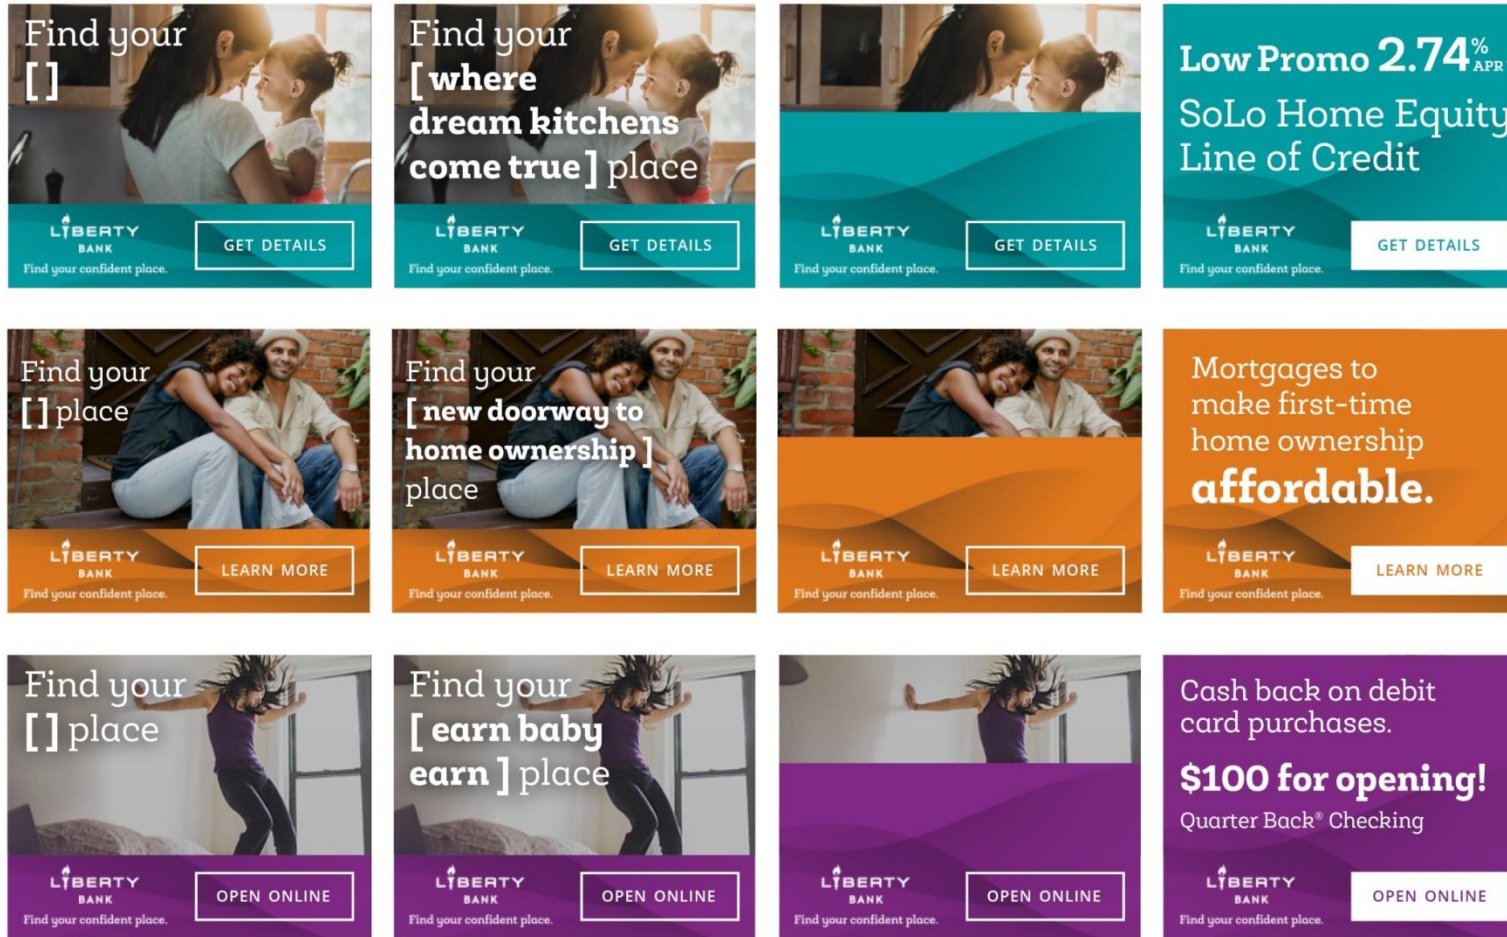 Find your
[ ]
LIBERTY
BANK
Find your confident place.
GET DETAILS
Find your
[ where
dream kitchens
come true ] place
LIBERTY
BANK
Find your confident place.
GET DETAILS
LIBERTY
BANK
Find your confident place.
GET DETAILS
Low Promo 2.74% APR
SoLo Home Equity
Line of Credit
LIBERTY
BANK
Find your confident place.
GET DETAILS
Find your
[ ] place
LIBERTY
BANK
Find your confident place.
LEARN MORE
Find your
[ new doorway to
home ownership ]
place
LIBERTY
BANK
Find your confident place.
LEARN MORE
LIBERTY
BANK
Find your confident place.
LEARN MORE
Mortgages to
make first-time
home ownership
affordable.
LIBERTY
BANK
Find your confident place.
LEARN MORE
Find your
[ ] place
LIBERTY
BANK
Find your confident place.
OPEN ONLINE
Find your
[ earn baby
earn ] place
LIBERTY
BANK
Find your confident place.
OPEN ONLINE
LIBERTY
BANK
Find your confident place.
OPEN ONLINE
Cash back on debit
card purchases.
$100 for opening!
Quarter Back® Checking
LIBERTY
BANK
Find your confident place.
OPEN ONLINE